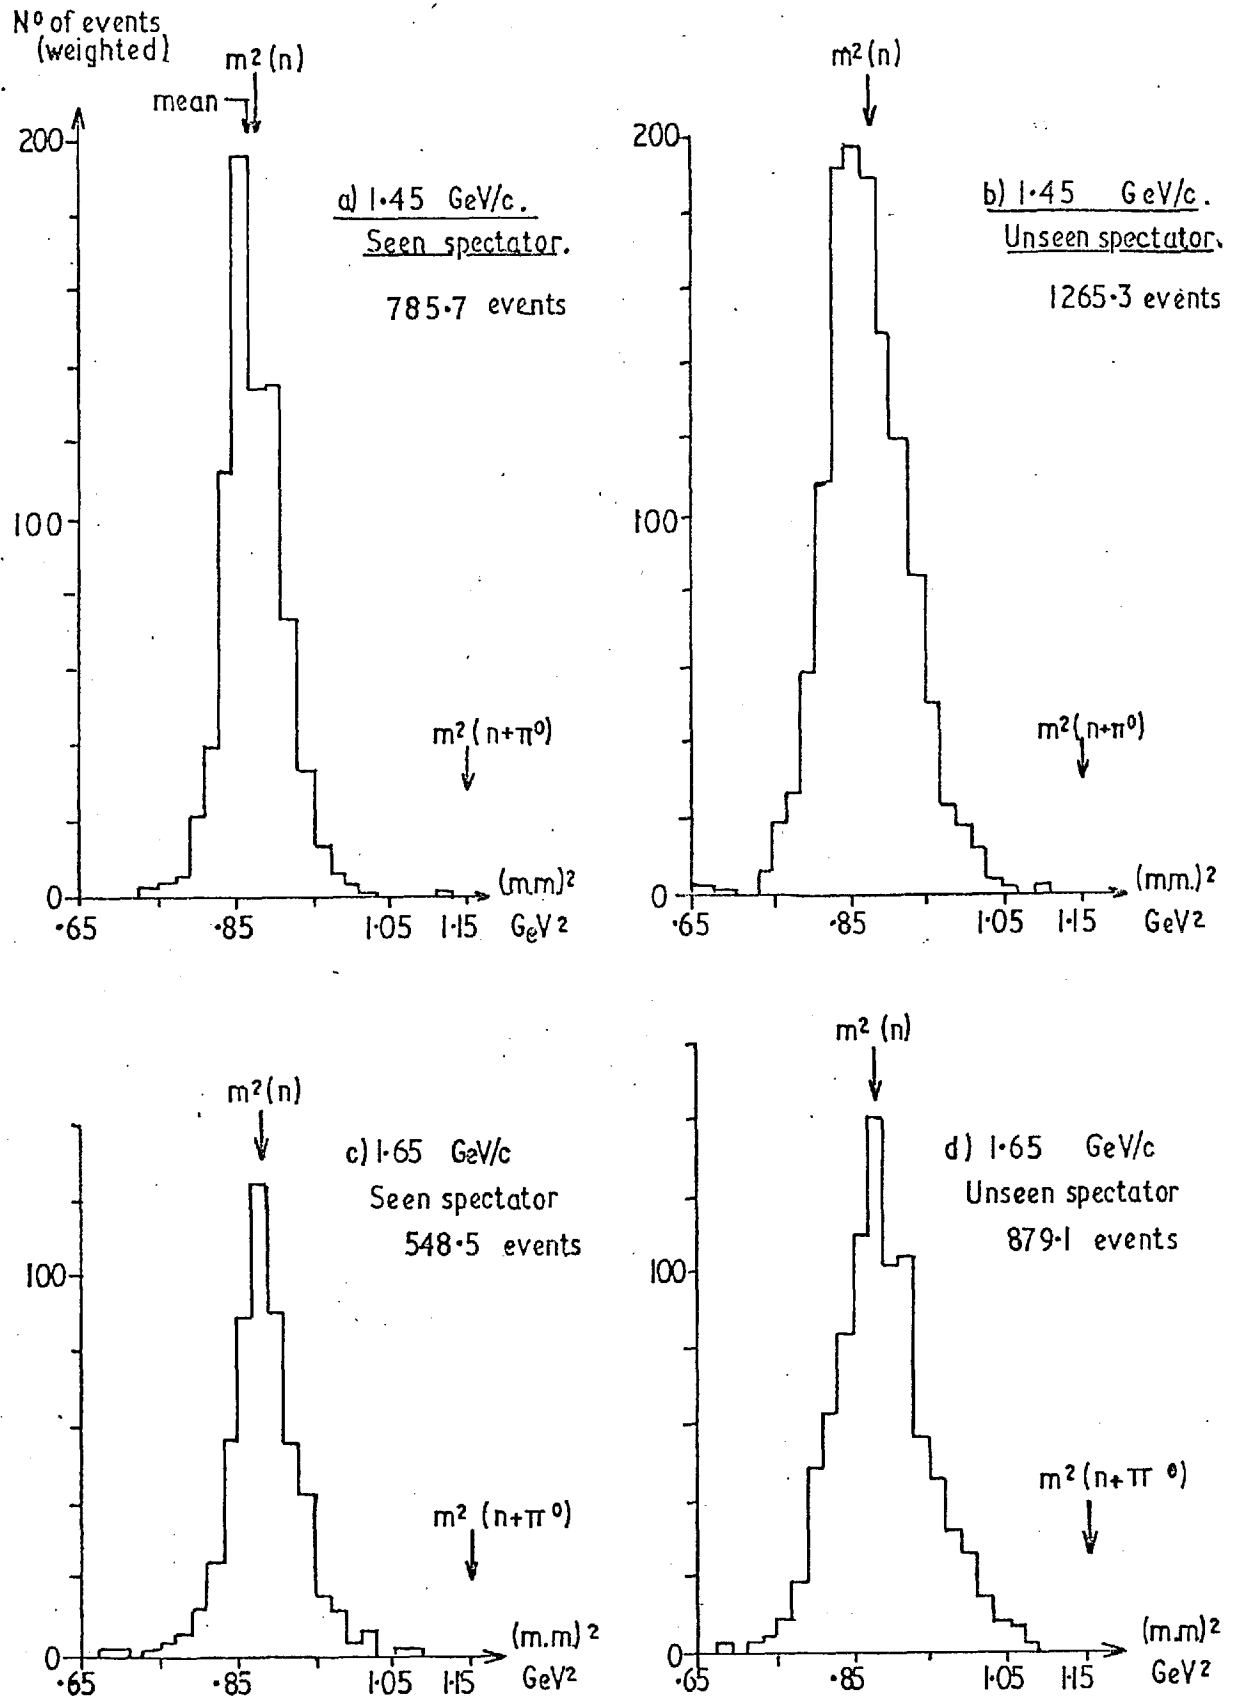 Nº of events
(weighted)
m²(n)
mean
200
a) 1·45 GeV/c.
Seen spectator.
785·7 events
100
m²(n+π⁰)
0
(m.m)²
·65 ·85 1·05 1·15 GeV²
m²(n)
200
b) 1·45 GeV/c.
Unseen spectator.
1265·3 events
100
m²(n+π⁰)
0
(m.m.)²
·65 ·85 1·05 1·15 GeV²
m²(n)
c) 1·65 GeV/c
Seen spectator
548·5 events
100
m² (n+π⁰)
0
(m.m)²
·65 ·85 1·05 1·15 GeV²
m² (n)
d) 1·65 GeV/c
Unseen spectator
879·1 events
100
m² (n+π⁰)
0
(m.m)²
·65 ·85 1·05 1·15 GeV²